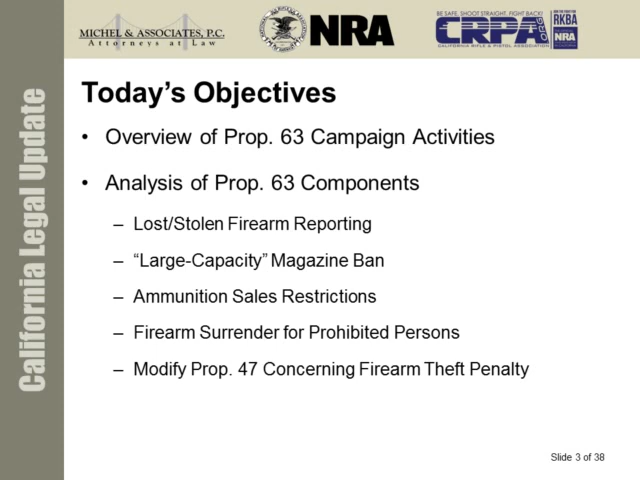 MICHEL & ASSOCIATES, P.C.
Attorneys at Law
NRA
BE SAFE, SHOOT STRAIGHT, FIGHT BACK!
CRPA.ORG
CALIFORNIA RIFLE & PISTOL ASSOCIATION
RKBA
NRA
California Legal Update
Today's Objectives
• Overview of Prop. 63 Campaign Activities
• Analysis of Prop. 63 Components
– Lost/Stolen Firearm Reporting
– “Large-Capacity” Magazine Ban
– Ammunition Sales Restrictions
– Firearm Surrender for Prohibited Persons
– Modify Prop. 47 Concerning Firearm Theft Penalty
Slide 3 of 38